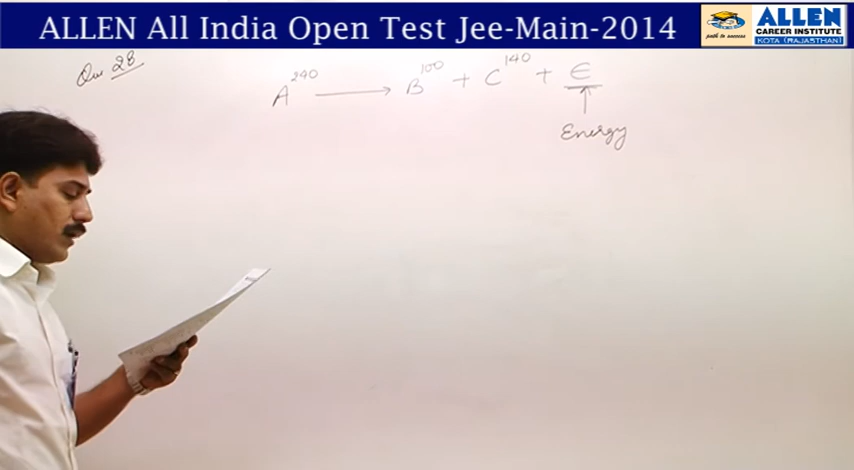 ALLEN All India Open Test Jee-Main-2014
path to success
ALLEN
CAREER INSTITUTE
KOTA (RAJASTHAN)
Que 28
A²⁴⁰ ⟶ B¹⁰⁰ + C¹⁴⁰ + E
↑
Energy